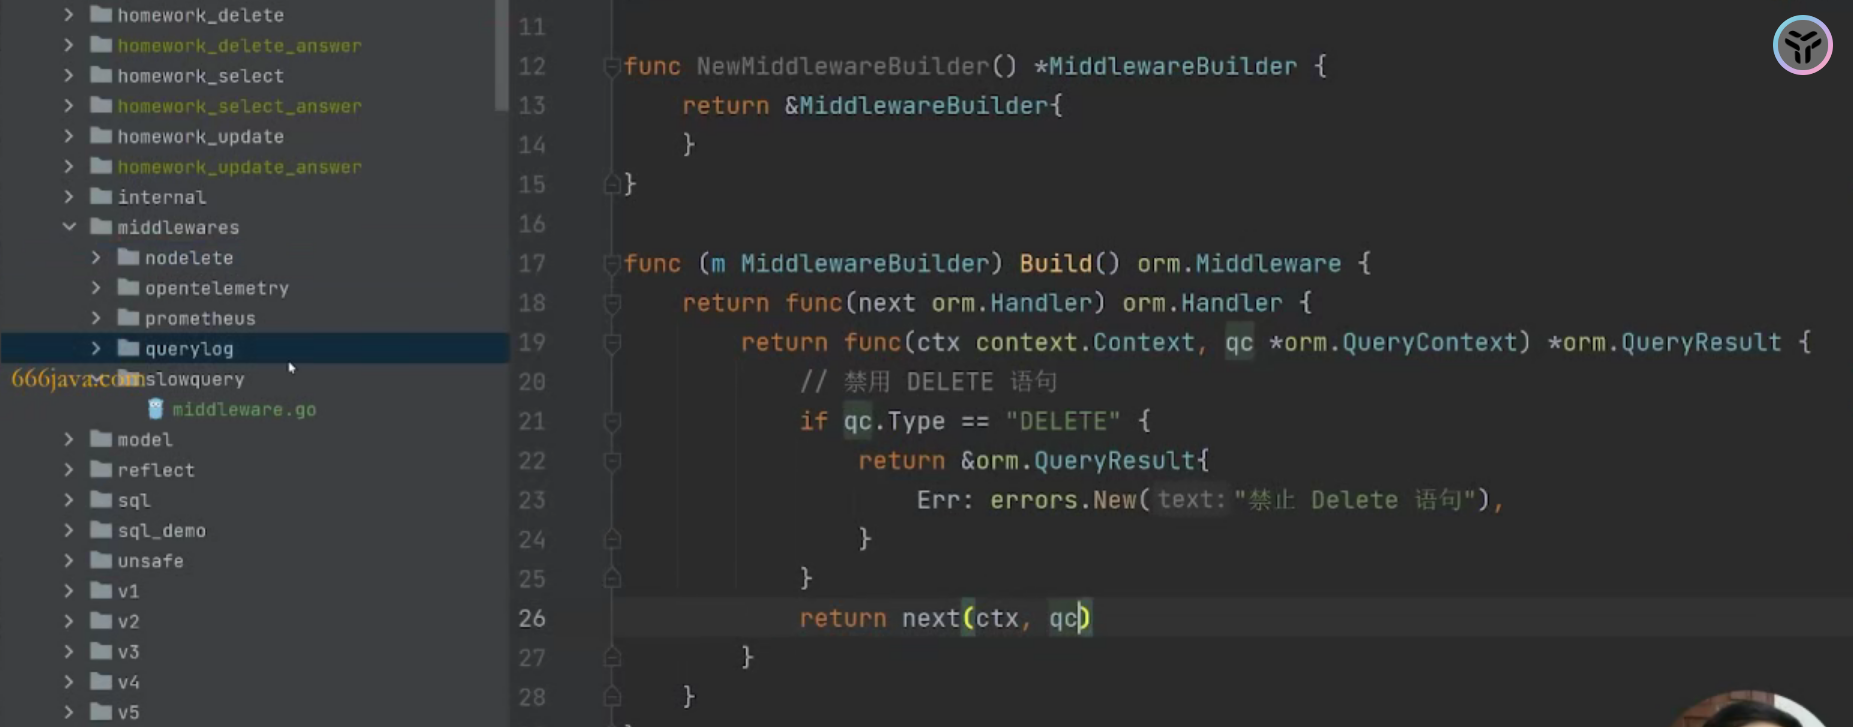 homework_delete
homework_delete_answer
homework_select
homework_select_answer
homework_update
homework_update_answer
internal
middlewares
nodelete
opentelemetry
prometheus
querylog
666java.com
slowquery
middleware.go
model
reflect
sql
sql_demo
unsafe
v1
v2
v3
v4
v5
11
12 func NewMiddlewareBuilder() *MiddlewareBuilder {
13 return &MiddlewareBuilder{
14 }
15 }
16
17 func (m MiddlewareBuilder) Build() orm.Middleware {
18 return func(next orm.Handler) orm.Handler {
19 return func(ctx context.Context, qc *orm.QueryContext) *orm.QueryResult {
20 // 禁用 DELETE 语句
21 if qc.Type == "DELETE" {
22 return &orm.QueryResult{
23 Err: errors.New( text: "禁止 Delete 语句"),
24 }
25 }
26 return next(ctx, qc)
27 }
28 }